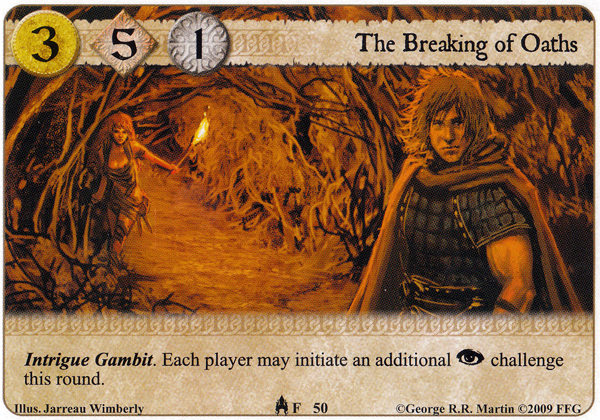 3 5 1 The Breaking of Oaths
Intrigue Gambit. Each player may initiate an additional challenge
this round.
Illus. Jarreau Wimberly F 50 ©George R.R. Martin ©2009 FFG